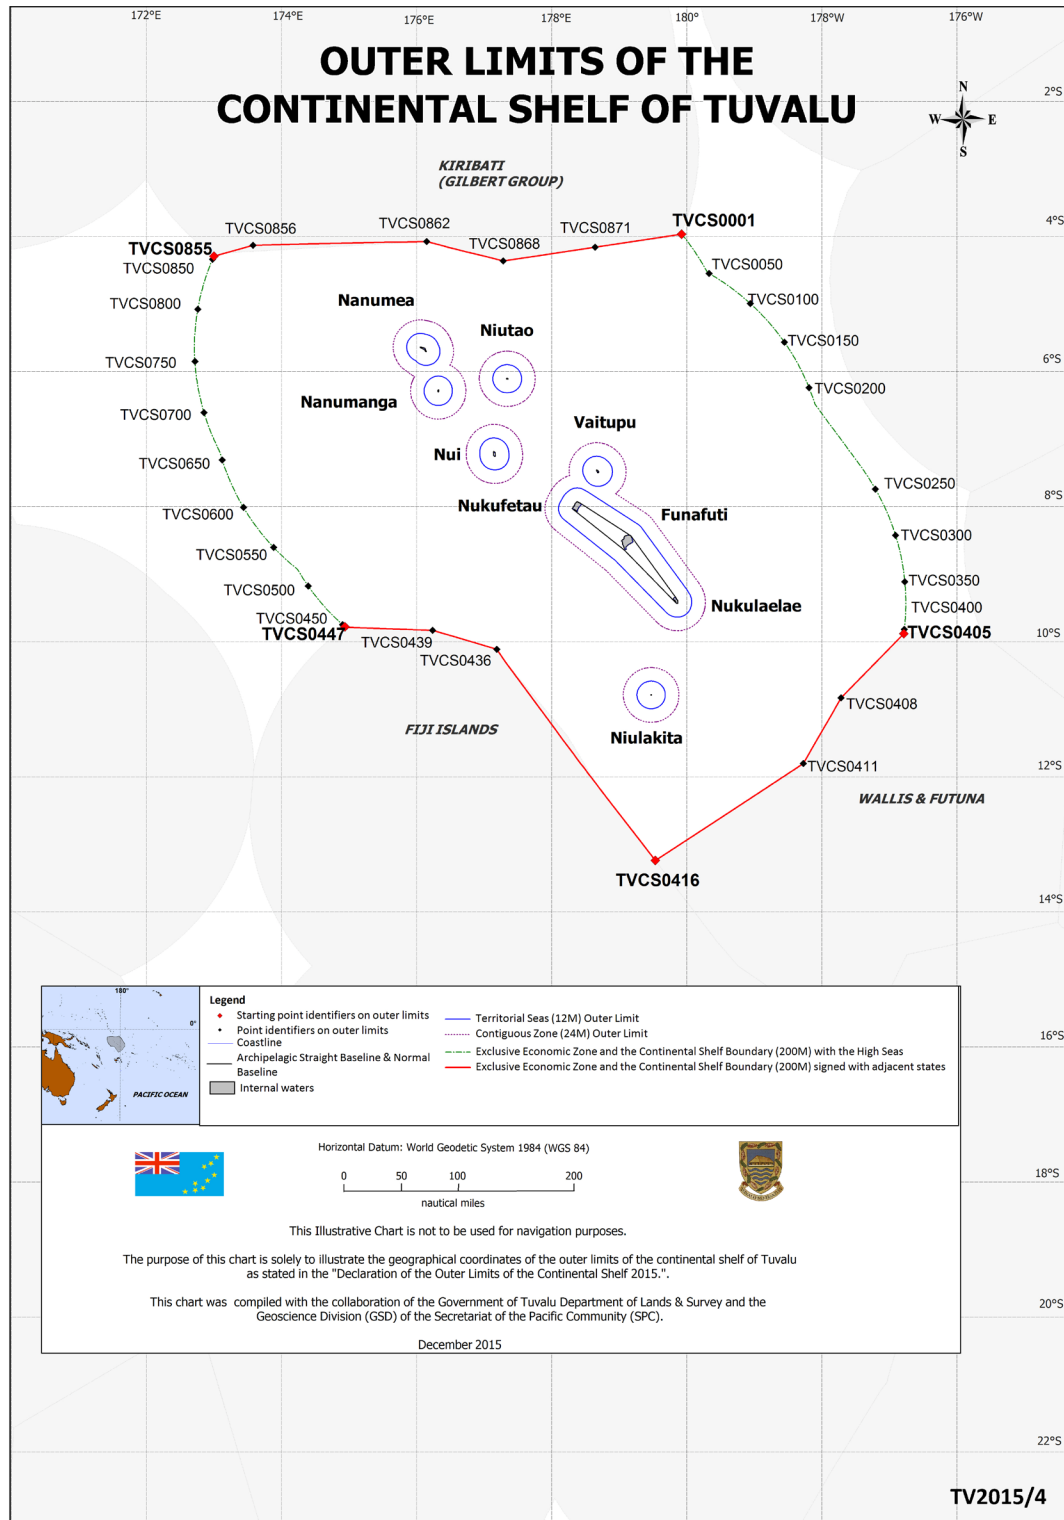 172°E
174°E
176°E
178°E
180°
178°W
176°W
OUTER LIMITS OF THE
CONTINENTAL SHELF OF TUVALU
2°S
N
W
E
S
KIRIBATI
(GILBERT GROUP)
TVCS0001
4°S
TVCS0862
TVCS0856
TVCS0871
TVCS0868
TVCS0855
TVCS0850
TVCS0050
TVCS0800
Nanumea
TVCS0100
Niutao
TVCS0150
TVCS0750
6°S
TVCS0200
Nanumanga
TVCS0700
Vaitupu
Nui
TVCS0650
TVCS0250
Nukufetau
8°S
TVCS0600
Funafuti
TVCS0300
TVCS0550
TVCS0350
TVCS0500
Nukulaelae
TVCS0400
TVCS0450
TVCS0447
TVCS0439
TVCS0405
10°S
TVCS0436
TVCS0408
FIJI ISLANDS
Niulakita
TVCS0411
12°S
WALLIS & FUTUNA
TVCS0416
14°S
180°
0°
PACIFIC OCEAN
Legend
Starting point identifiers on outer limits
Point identifiers on outer limits
Coastline
Archipelagic Straight Baseline & Normal
Baseline
Internal waters
Territorial Seas (12M) Outer Limit
Contiguous Zone (24M) Outer Limit
Exclusive Economic Zone and the Continental Shelf Boundary (200M) with the High Seas
Exclusive Economic Zone and the Continental Shelf Boundary (200M) signed with adjacent states
16°S
Horizontal Datum: World Geodetic System 1984 (WGS 84)
0 50 100 200
nautical miles
18°S
This Illustrative Chart is not to be used for navigation purposes.
The purpose of this chart is solely to illustrate the geographical coordinates of the outer limits of the continental shelf of Tuvalu
as stated in the "Declaration of the Outer Limits of the Continental Shelf 2015.".
This chart was compiled with the collaboration of the Government of Tuvalu Department of Lands & Survey and the
Geoscience Division (GSD) of the Secretariat of the Pacific Community (SPC).
20°S
December 2015
22°S
TV2015/4